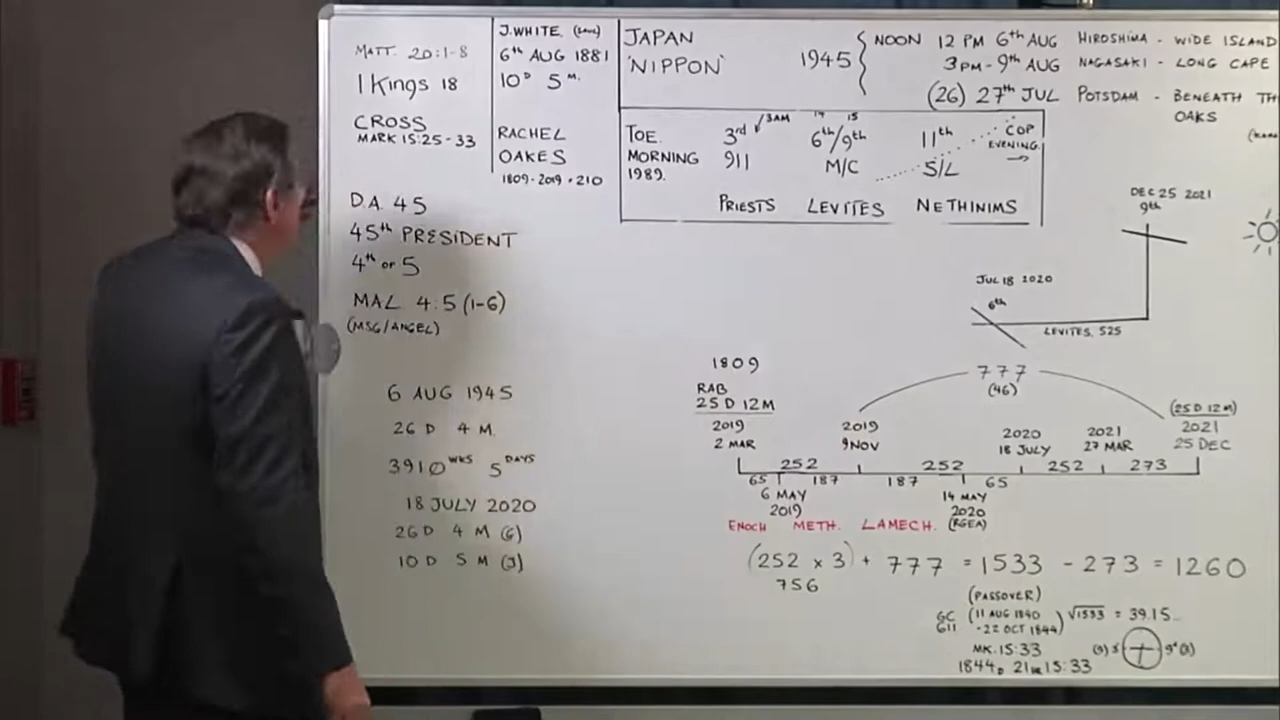 MATT. 20:1-8
1 Kings 18
CROSS
MARK 15:25-33
J.WHITE.
6th AUG 1881
10D 5M.
RACHEL
OAKES
1809-2019 = 210
JAPAN
'NIPPON'
1945
NOON 12 PM 6th AUG HIROSHIMA - WIDE ISLAND
3PM - 9th AUG NAGASAKI - LONG CAPE
(26) 27th JUL POTSDAM - BENEATH TH
OAKS
TOE. 3rd 3AM 6th/9th 14 15 11th COP
MORNING 911 M/C S/L EVENING.
1989.
PRIESTS LEVITES NETHINIMS
D.A. 45
45th PRESIDENT
4th or 5
MAL 4:5 (1-6)
(MSG/ANGEL)
6 AUG 1945
26 D 4 M.
3910 WKS 5 DAYS
18 JULY 2020
26D 4 M (G)
10 D 5 M (J)
DEC 25 2021
9th
JUL 18 2020
6th
LEVITES, 525
1809
RAB
25 D 12M
2019
2 MAR
777
(46)
2019
9 NOV
2020
18 JULY
2021
27 MAR
(25D 12M)
2021
25 DEC
252 252 252 273
65 187 187 65
6 MAY
2019
14 MAY
2020
(RGEA)
ENOCH METH. LAMECH.
(252 x 3) + 777 = 1533 - 273 = 1260
756
(PASSOVER)
GC
611
(11 AUG 1840
-22 OCT 1844)
√1533 = 39.15..
MK. 15:33
1844, 21 15:33